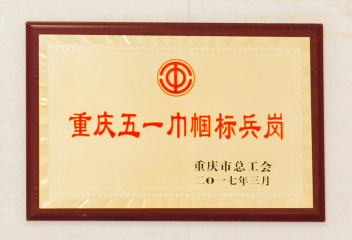 重庆五一巾帼标兵岗
重庆市总工会
二〇一七年三月